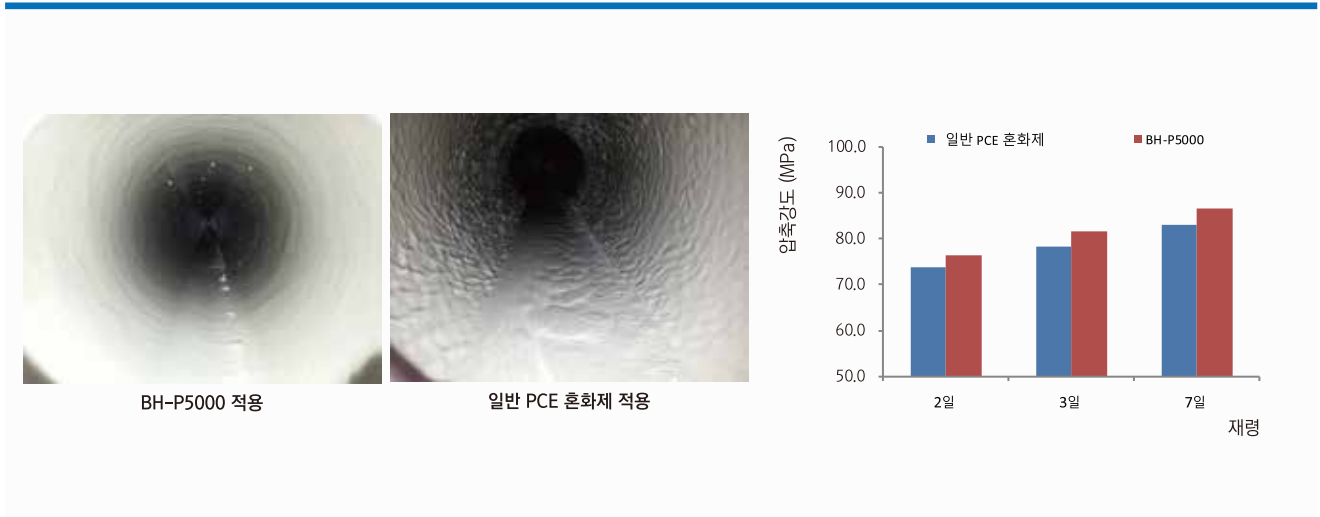 BH-P5000 적용
일반 PCE 혼화제 적용
압축강도 (MPa)
일반 PCE 혼화제
BH-P5000
100.0
90.0
80.0
70.0
60.0
50.0
2일
3일
7일
재령